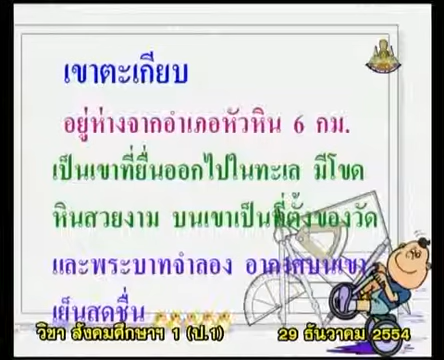 เขาตะเกียบ
อยู่ห่างจากอำเภอหัวหิน 6 กม.
เป็นเขาที่ยื่นออกไปในทะเล มีโขด
หินสวยงาม บนเขาเป็นที่ตั้งของวัด
และพระบาทจำลอง อากาศบนเขา
เย็นสดชื่น
วิชา สังคมศึกษาฯ 1 (ป.1) 29 ธันวาคม 2554